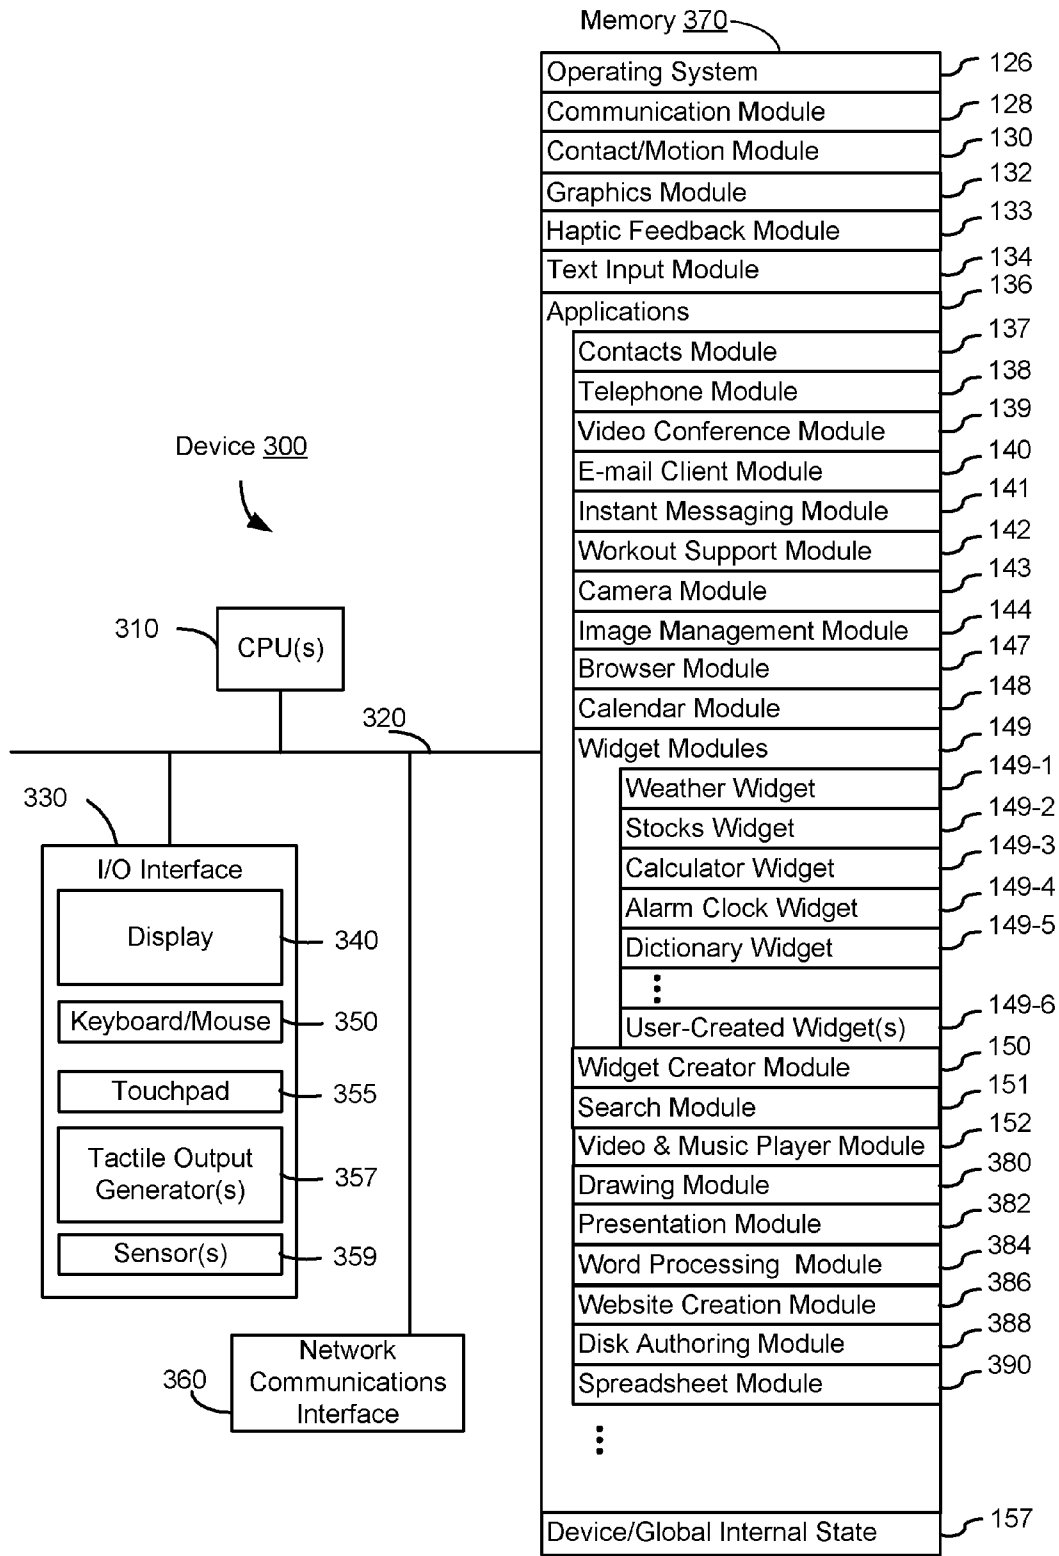 Memory 370
Operating System 126
Communication Module 128
Contact/Motion Module 130
Graphics Module 132
Haptic Feedback Module 133
Text Input Module 134
Applications 136
Contacts Module 137
Telephone Module 138
Video Conference Module 139
E-mail Client Module 140
Instant Messaging Module 141
Workout Support Module 142
Camera Module 143
Image Management Module 144
Browser Module 147
Calendar Module 148
Widget Modules 149
Weather Widget 149-1
Stocks Widget 149-2
Calculator Widget 149-3
Alarm Clock Widget 149-4
Dictionary Widget 149-5
User-Created Widget(s) 149-6
Widget Creator Module 150
Search Module 151
Video & Music Player Module 152
Drawing Module 380
Presentation Module 382
Word Processing Module 384
Website Creation Module 386
Disk Authoring Module 388
Spreadsheet Module 390
Device/Global Internal State 157
Device 300
310
CPU(s)
320
330
I/O Interface
Display 340
Keyboard/Mouse 350
Touchpad 355
Tactile Output
Generator(s) 357
Sensor(s) 359
360
Network
Communications
Interface